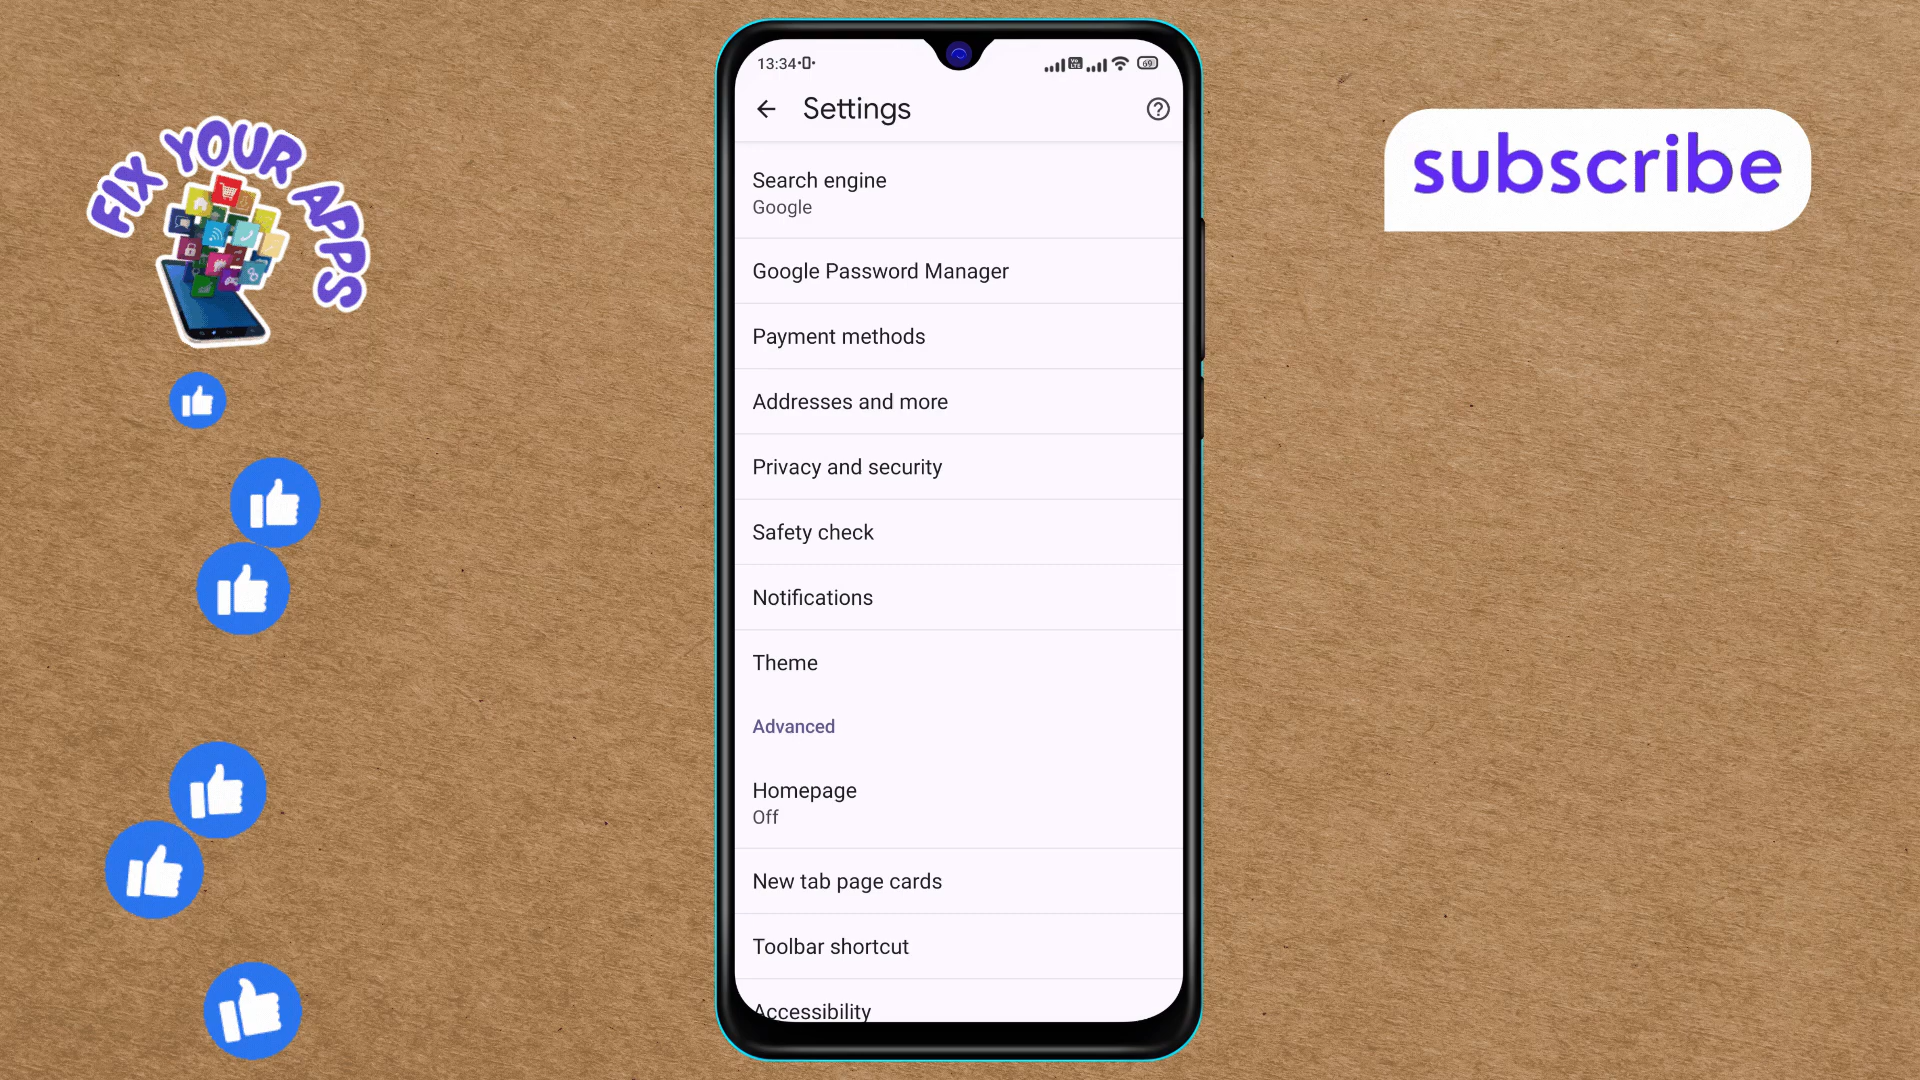 FIX YOUR APPS
subscribe
13:34
69
Settings
Search engine
Google
Google Password Manager
Payment methods
Addresses and more
Privacy and security
Safety check
Notifications
Theme
Advanced
Homepage
Off
New tab page cards
Toolbar shortcut
Accessibility